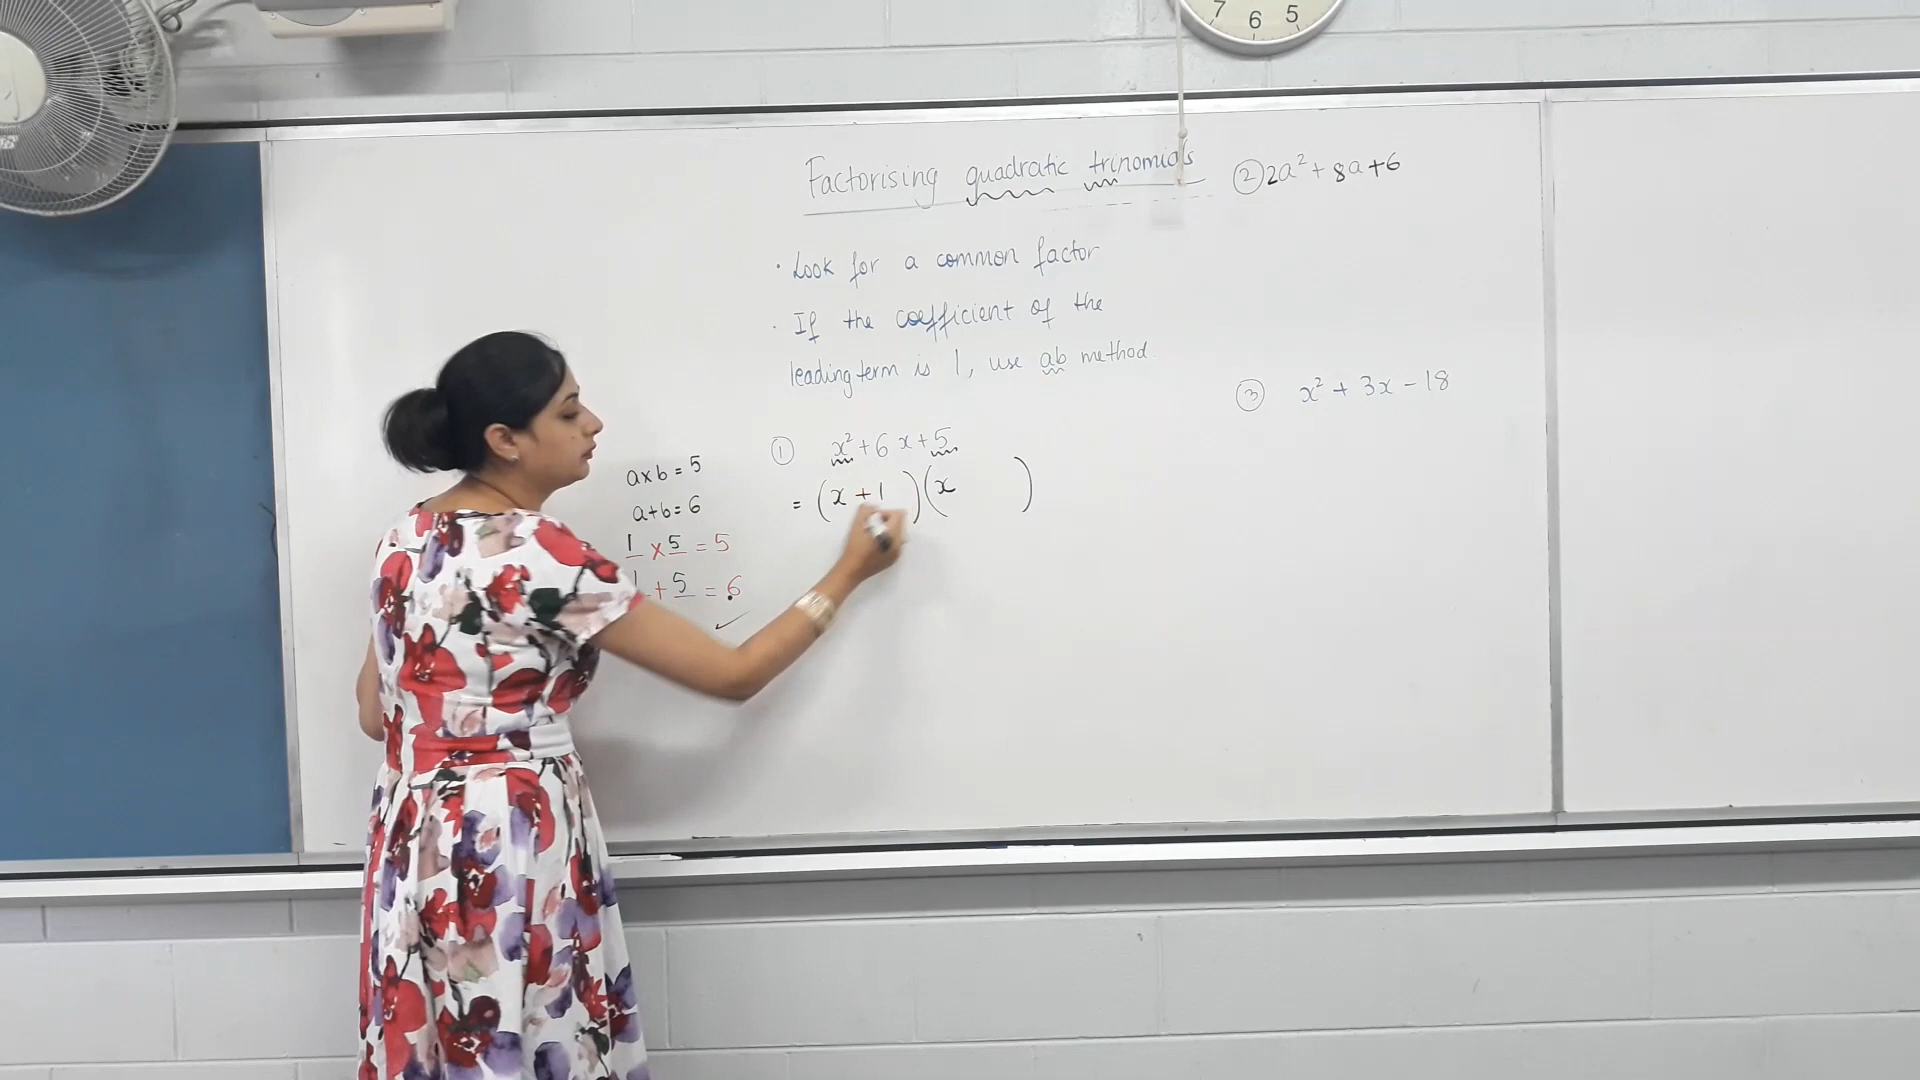 7 6 5
Factorising quadratic trinomials
· Look for a common factor
· If the coefficient of the
leading term is 1, use ab method.
① x² + 6x + 5
= (x + 1 )(x )
a x b = 5
a + b = 6
1 x 5 = 5
1 + 5 = 6
② 2a² + 8a + 6
③ x² + 3x - 18